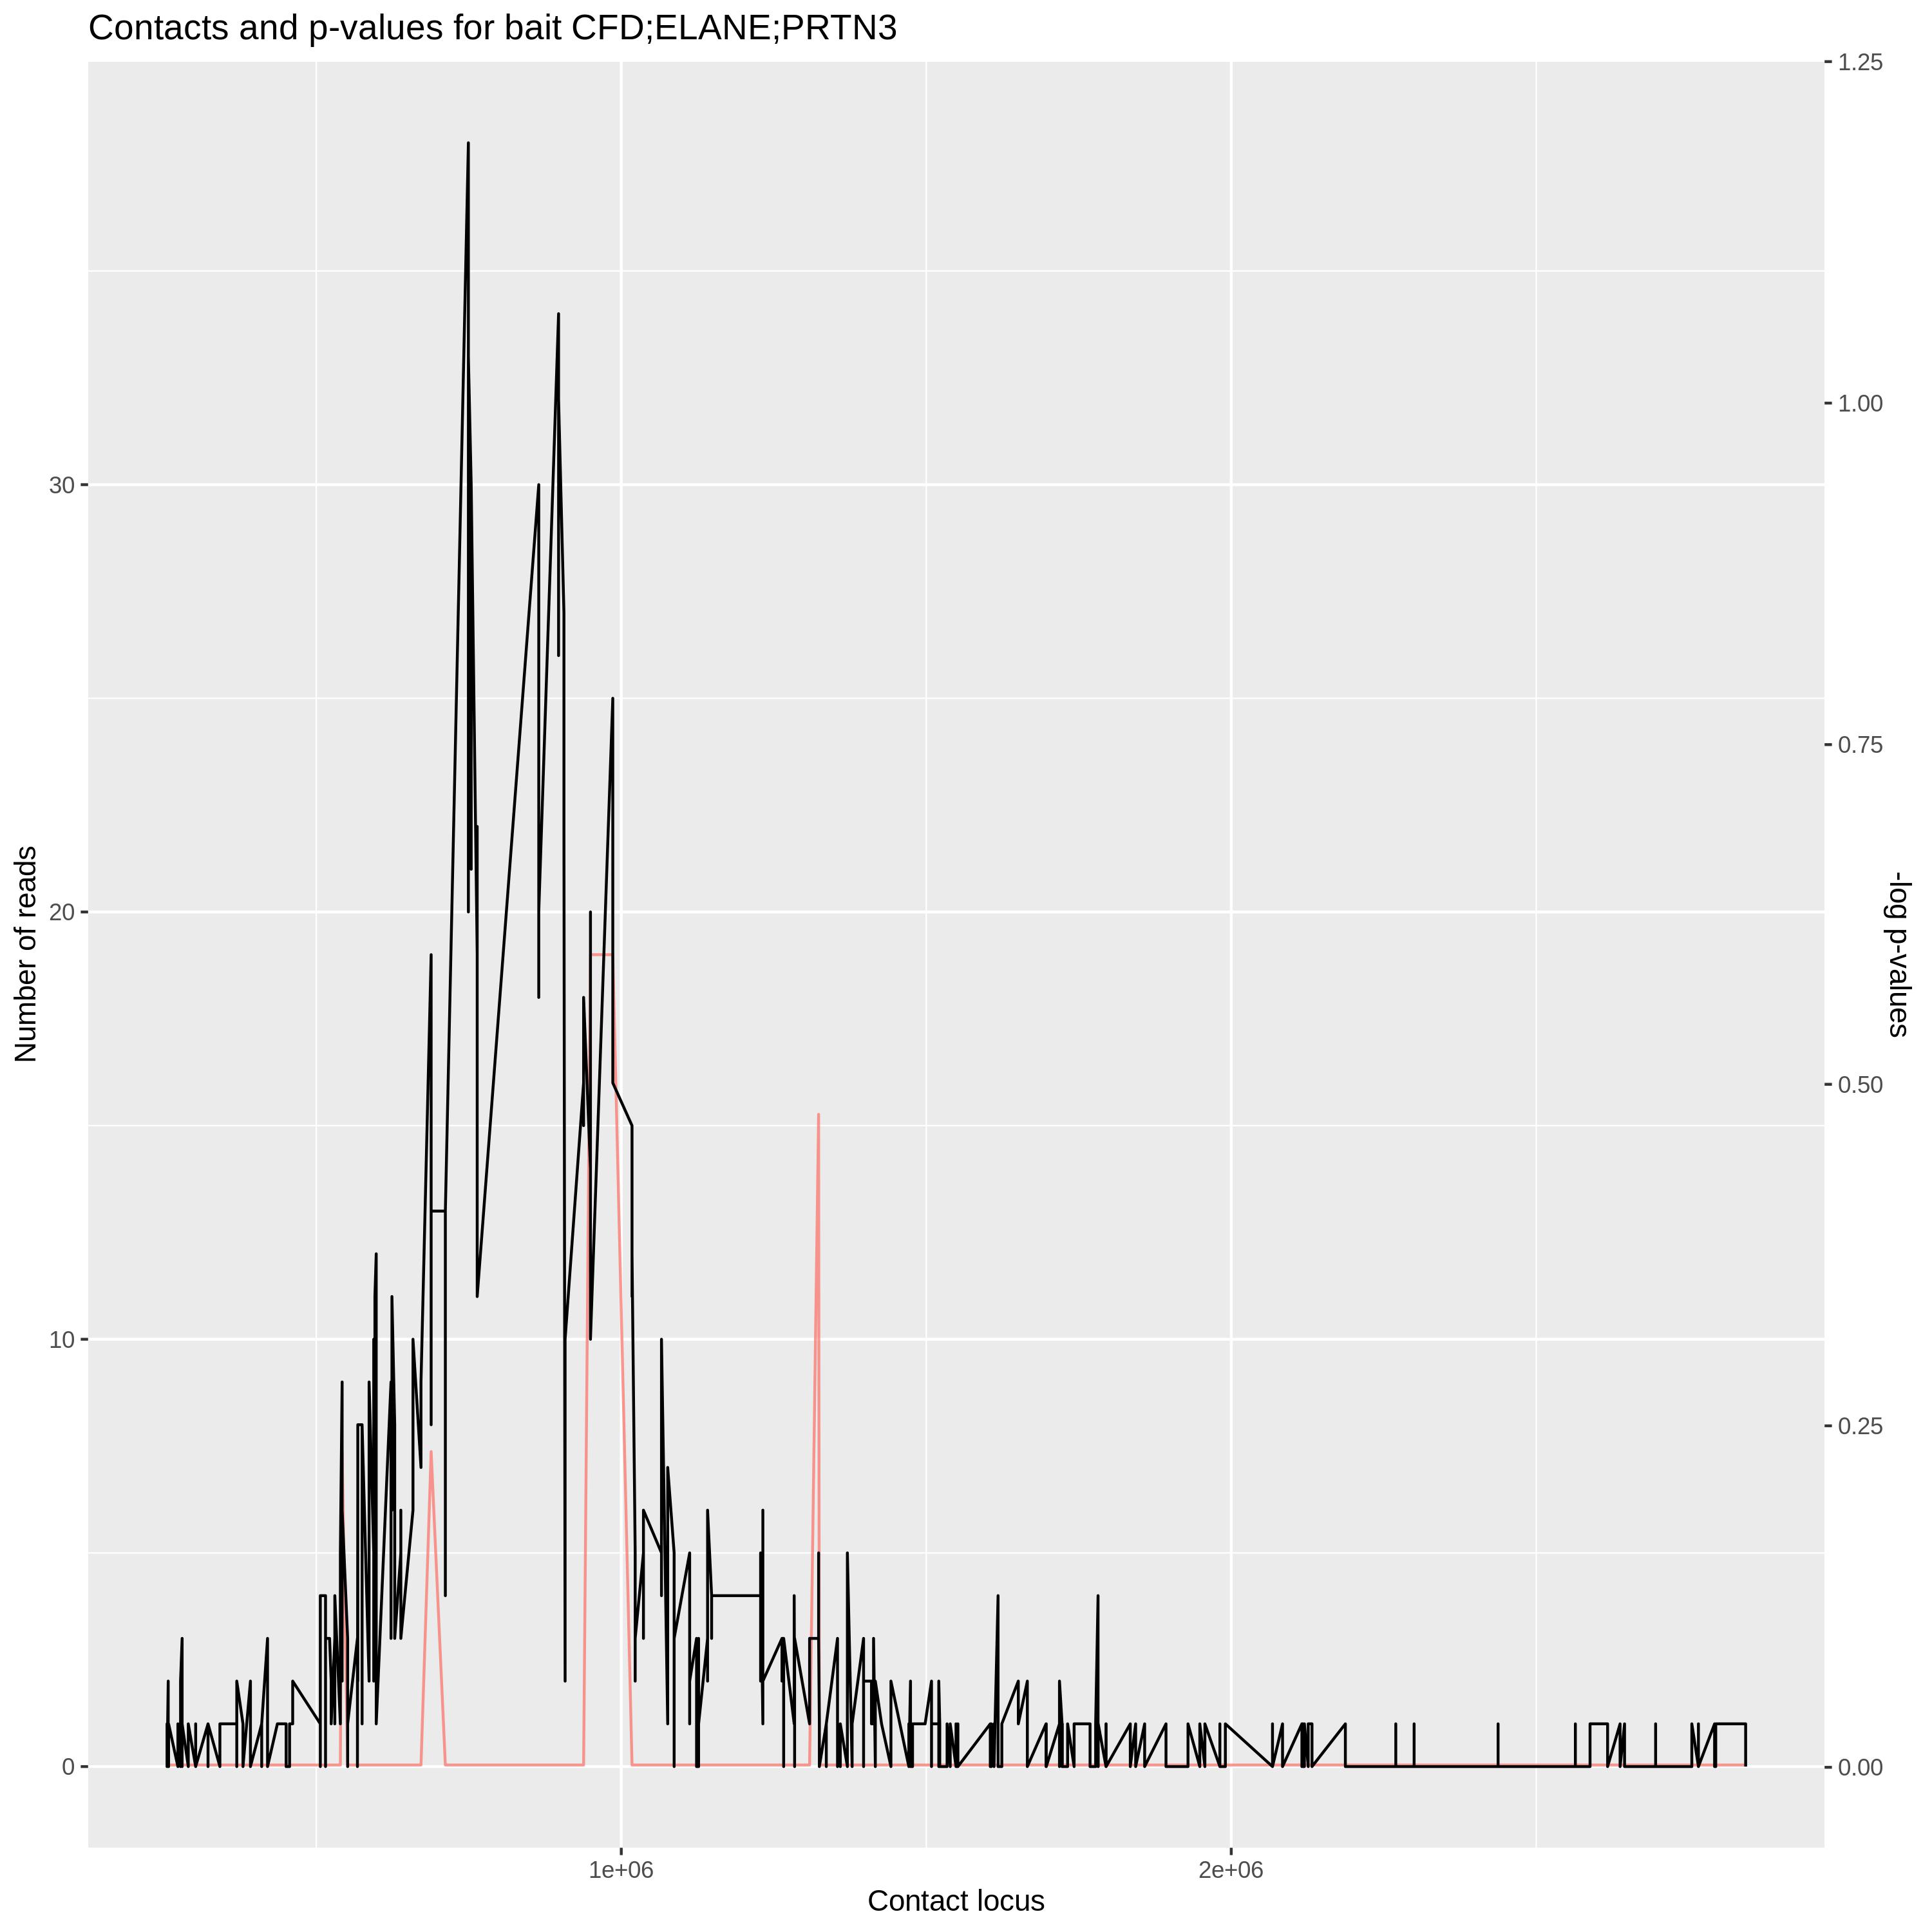 Contacts and p-values for bait CFD;ELANE;PRTN3
1.25
1.00
30
0.75
20
Number of reads
-log p-values
0.50
10
0.25
0
0.00
1e+06
2e+06
Contact locus